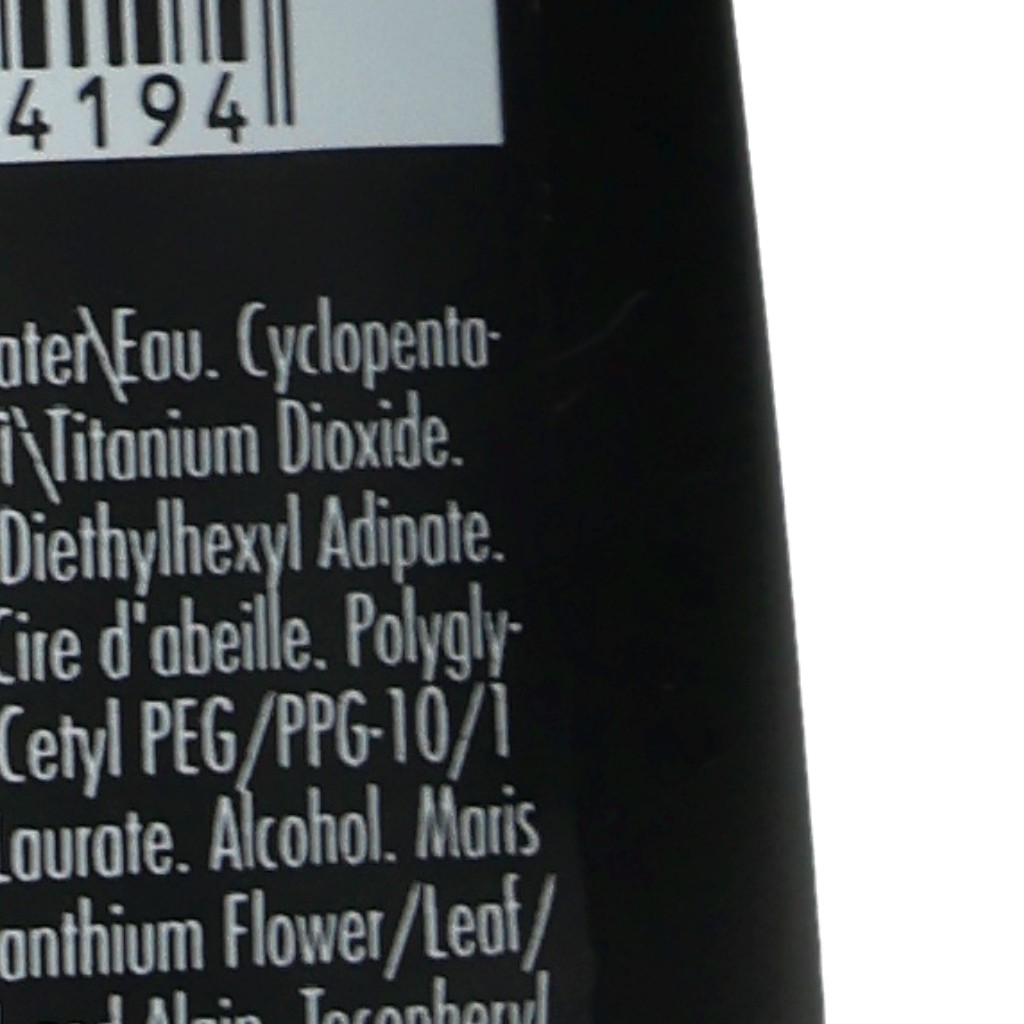 4194
ater\Eau. Cyclopenta-
i\Titanium Dioxide.
Diethylhexyl Adipate.
Cire d'abeille. Polygly-
Cetyl PEG/PPG-10/1
Laurate. Alcohol. Maris
anthium Flower/Leaf/